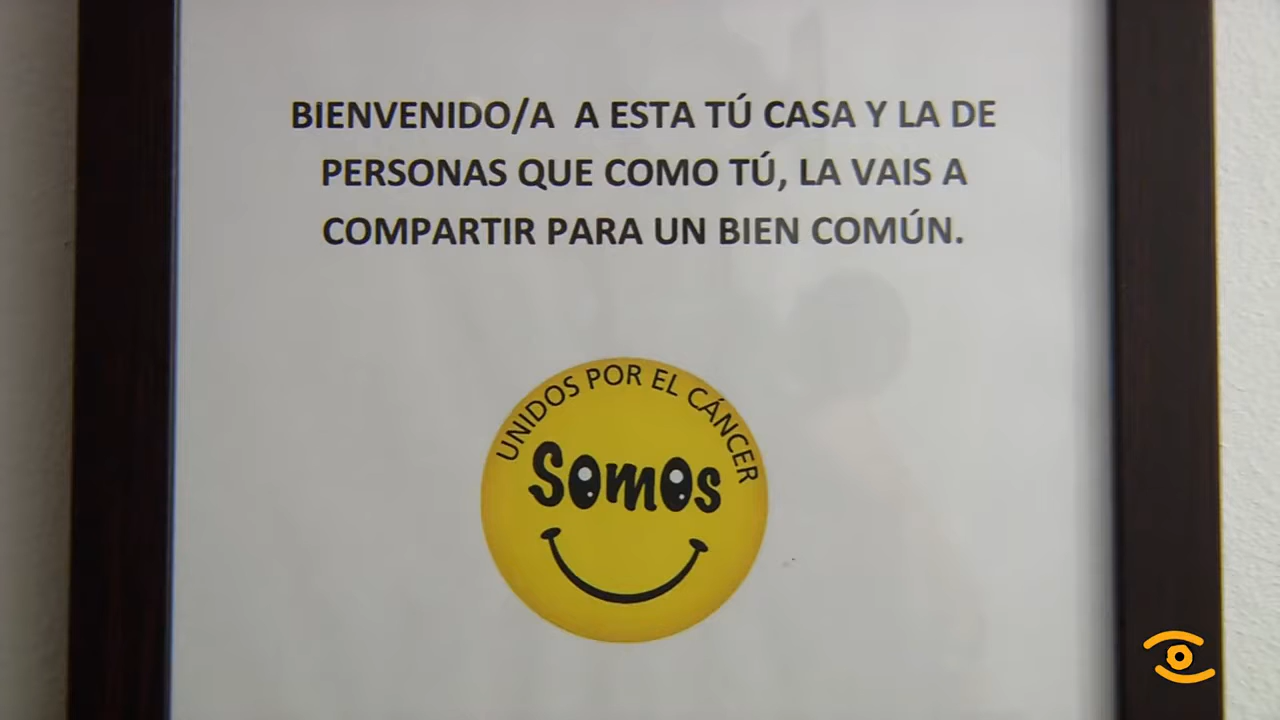 BIENVENIDO/A A ESTA TÚ CASA Y LA DE
PERSONAS QUE COMO TÚ, LA VAIS A
COMPARTIR PARA UN BIEN COMÚN.
UNIDOS POR EL CÁNCER
Somos